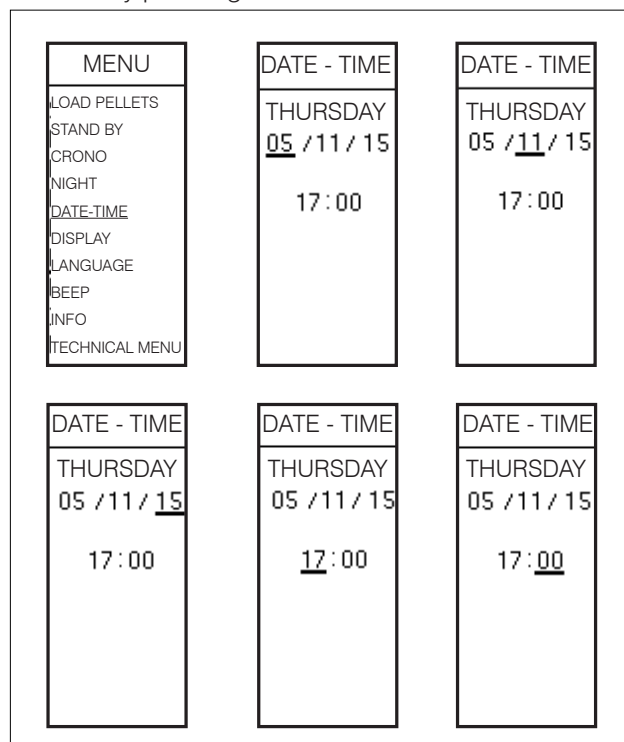 MENU
LOAD PELLETS
STAND BY
CRONO
NIGHT
DATE-TIME
DISPLAY
LANGUAGE
BEEP
INFO
TECHNICAL MENU
DATE - TIME
THURSDAY
05 /11/ 15
17:00
DATE - TIME
THURSDAY
05 /11/ 15
17:00
DATE - TIME
THURSDAY
05 /11/ 15
17:00
DATE - TIME
THURSDAY
05 /11/ 15
17:00
DATE - TIME
THURSDAY
05 /11/ 15
17:00